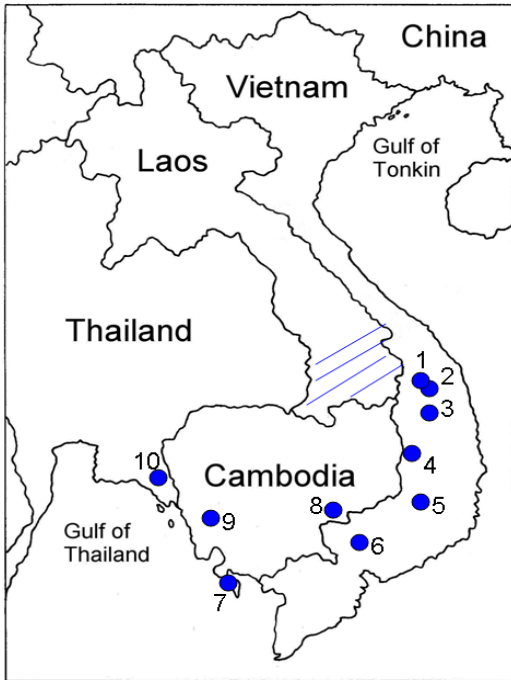 China
Vietnam
Gulf of
Tonkin
Laos
Thailand
1
2
3
10
Cambodia
4
8
5
9
Gulf of
Thailand
6
7